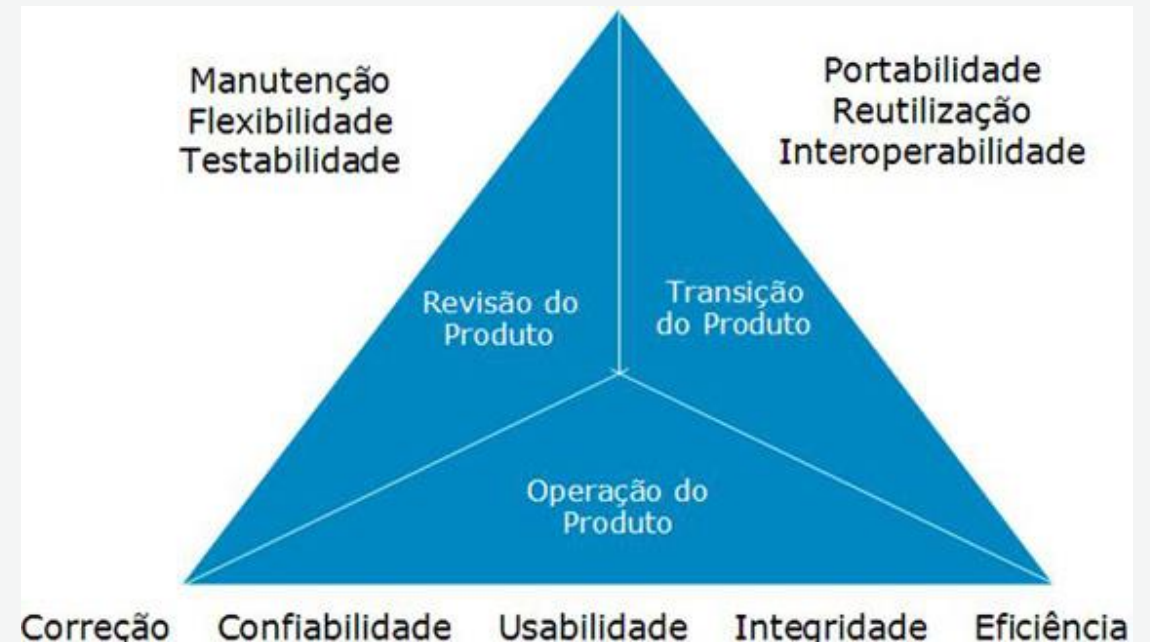 Manutenção
Flexibilidade
Testabilidade
Portabilidade
Reutilização
Interoperabilidade
Revisão do
Produto
Transição
do Produto
Operação do
Produto
Correção Confiabilidade Usabilidade Integridade Eficiência